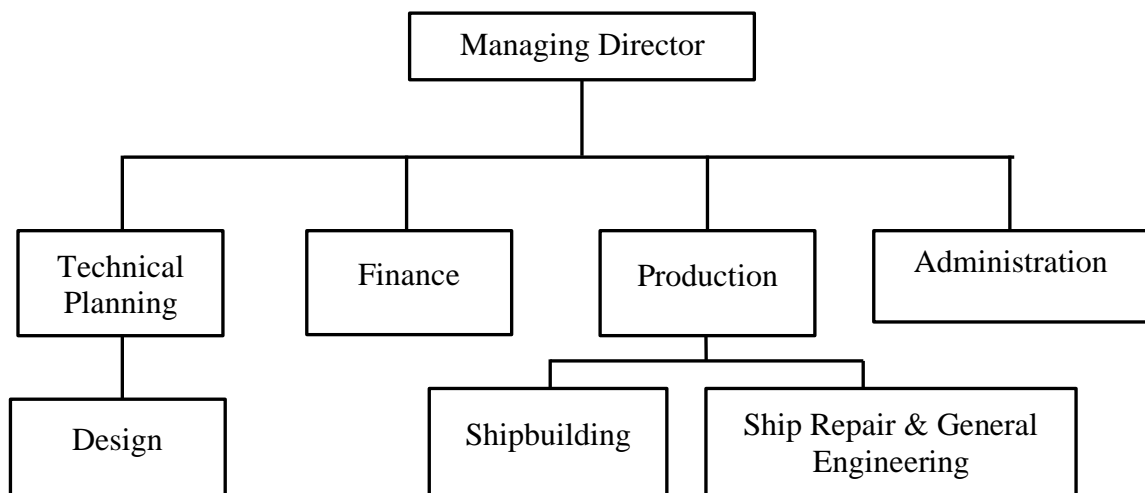 Managing Director
Technical
Planning
Finance
Production
Administration
Design
Shipbuilding
Ship Repair & General
Engineering